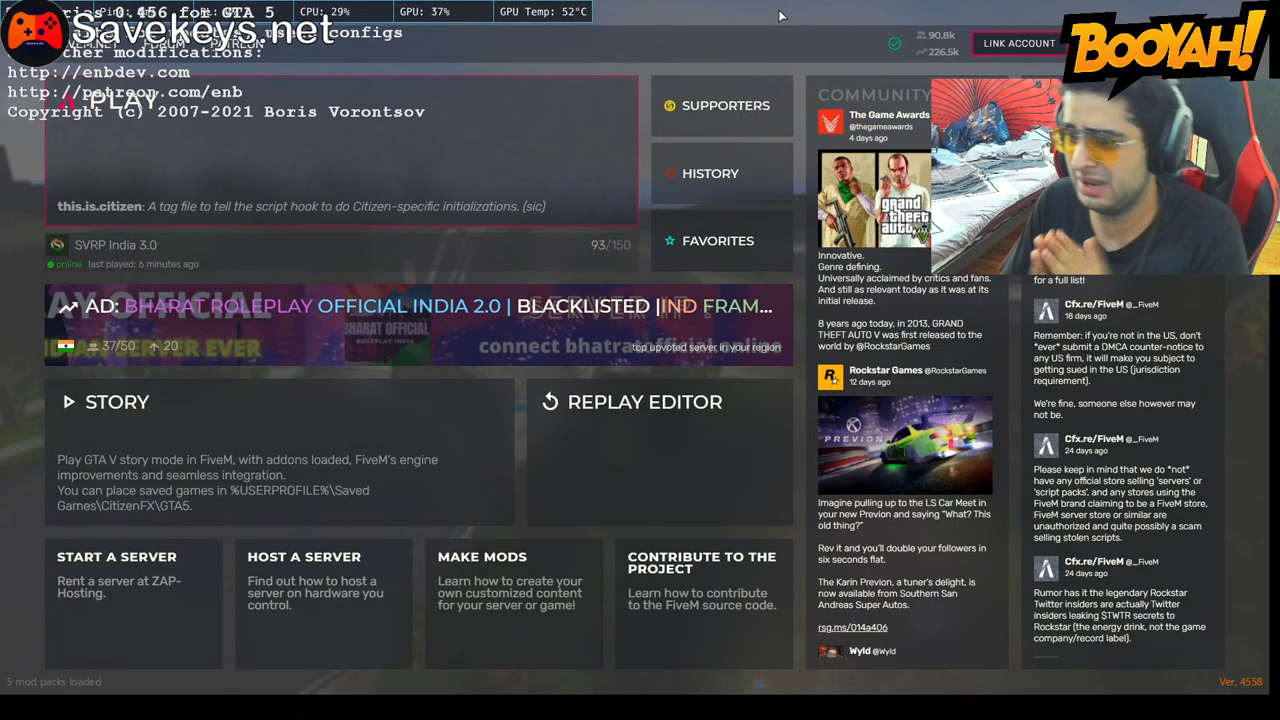 0.456 for GTA 5
CPU: 29%
GPU: 37%
GPU Temp: 52°C
Savekeys.net
configs
FORUM
ther modifications:
http://enbdev.com
http://patreon.com/enb
Copyright (c) 2007-2021 Boris Vorontsov
PLAY
this.is.citizen: A tag file to tell the script hook to do Citizen-specific initializations. (sic)
SVRP India 3.0
93/150
online last played: 6 minutes ago
AD: BHARAT ROLEPLAY OFFICIAL INDIA 2.0 | BLACKLISTED |IND FRAM...
37/50 20
top upvoted server in your region
STORY
Play GTA V story mode in FiveM, with addons loaded, FiveM's engine
improvements and seamless integration.
You can place saved games in %USERPROFILE%\Saved
Games\CitizenFX\GTA5.
REPLAY EDITOR
START A SERVER
Rent a server at ZAP-
Hosting.
HOST A SERVER
Find out how to host a
server on hardware you
control.
MAKE MODS
Learn how to create your
own customized content
for your server or game!
CONTRIBUTE TO THE
PROJECT
Learn how to contribute
to the FiveM source code.
5 mod packs loaded
SUPPORTERS
HISTORY
FAVORITES
90.8k
226.5k
LINK ACCOUNT
BOOYAH!
COMMUNITY
The Game Awards
@thegameawards
4 days ago
grand
theft
auto
Innovative.
Genre defining.
Universally acclaimed by critics and fans.
And still as relevant today as it was at its
initial release.
8 years ago today, in 2013, GRAND
THEFT AUTO V was first released to the
world by @RockstarGames
Rockstar Games @RockstarGames
12 days ago
PREVION
Imagine pulling up to the LS Car Meet in
your new Previon and saying "What? This
old thing?"
Rev it and you'll double your followers in
six seconds flat.
The Karin Previon, a tuner's delight, is
now available from Southern San
Andreas Super Autos.
rsg.ms/014a406
Wyld @Wyld
for a full list!
Cfx.re/FiveM @_FiveM
18 days ago
Remember: if you're not in the US, don't
*ever* submit a DMCA counter-notice to
any US firm, it will make you subject to
getting sued in the US (jurisdiction
requirement).
We're fine, someone else however may
not be.
Cfx.re/FiveM @_FiveM
24 days ago
Please keep in mind that we do *not*
have any official store selling 'servers' or
'script packs', and any stores using the
FiveM brand claiming to be a FiveM store,
FiveM server store or similar are
unauthorized and quite possibly a scam
selling stolen scripts.
Cfx.re/FiveM @_FiveM
24 days ago
Rumor has it the legendary Rockstar
Twitter insiders are actually Twitter
insiders leaking $TWTR secrets to
Rockstar (the energy drink, not the game
company/record label).
Ver. 4558